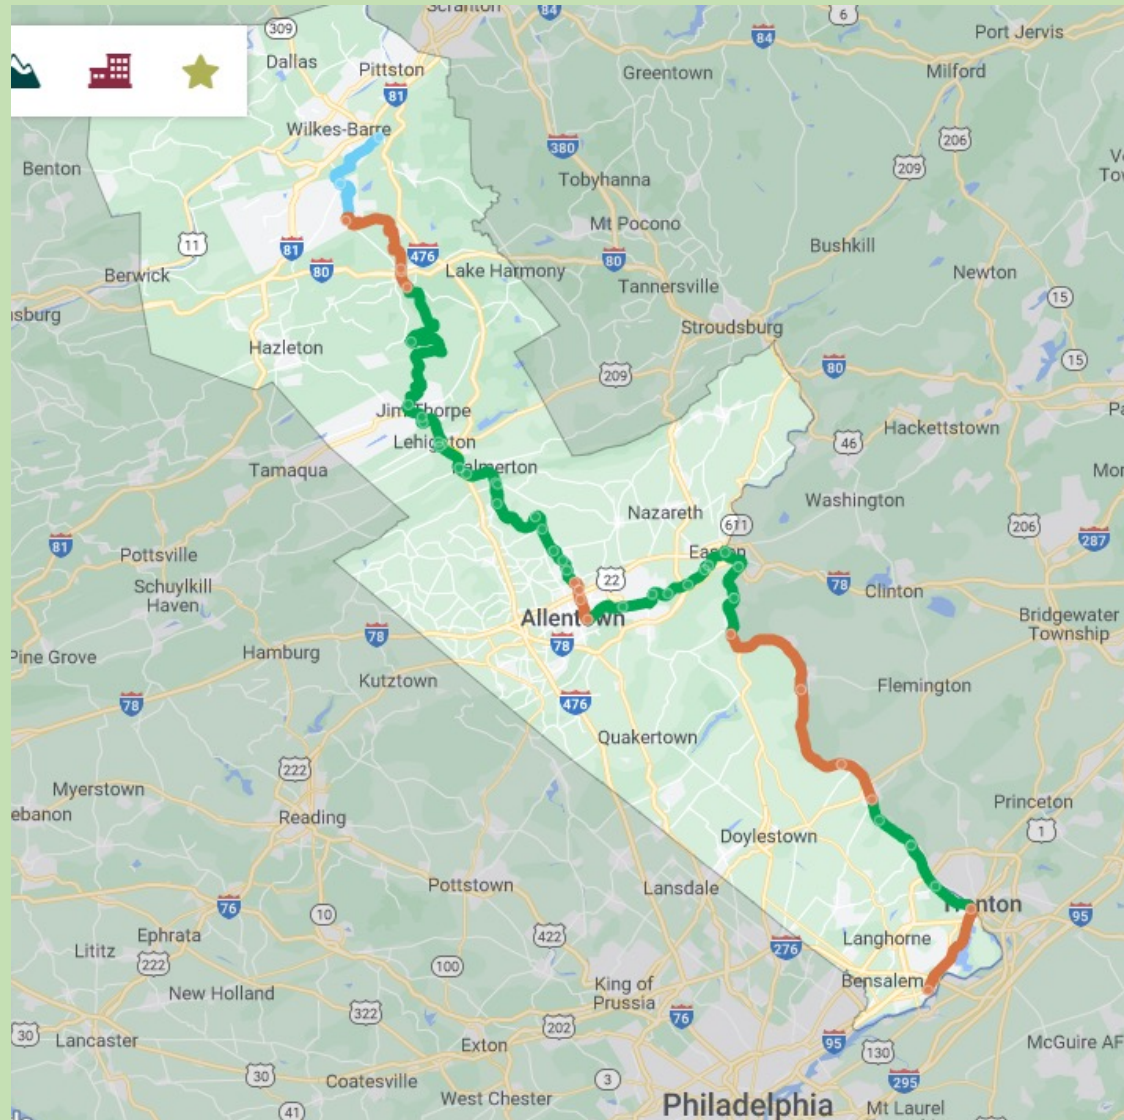 Scranton
84
6
309
84
Port Jervis
Dallas
Pittston
Greentown
Milford
81
Wilkes-Barre
206
380
Benton
209
Tobyhanna
Mt Pocono
11
81
476
80
Bushkill
80
Berwick
Lake Harmony
Newton
Tannersville
15
sburg
Stroudsburg
Hazleton
209
80
15
Jim Thorpe
Lehighton
46
Hackettstown
Tamaqua
Palmerton
Washington
Nazareth
611
206
287
81
Pottsville
Easton
Schuylkill
Haven
22
78
Clinton
Allentown
78
78
Bridgewater
Township
Pine Grove
Hamburg
Kutztown
Flemington
78
476
Quakertown
222
Myerstown
ebanon
Reading
Princeton
1
Doylestown
Pottstown
Lansdale
76
10
Trenton
95
Lititz
Ephrata
222
422
276
Langhorne
100
Bensalem
New Holland
King of
Prussia
322
76
202
30
Lancaster
Exton
95
130
McGuire AF
30
Coatesville
3
295
41
West Chester
Philadelphia
Mt Laurel